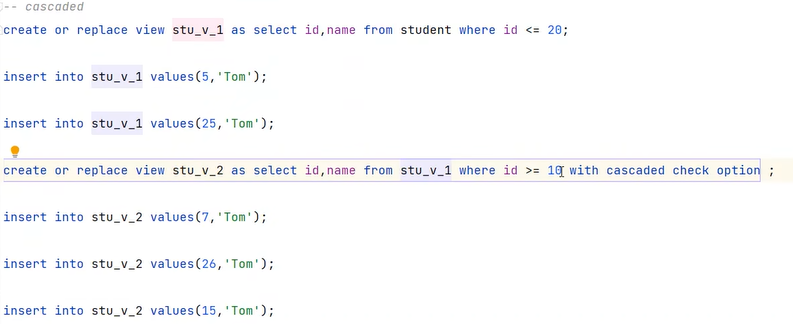 -- cascaded
create or replace view stu_v_1 as select id,name from student where id <= 20;
insert into stu_v_1 values(5,'Tom');
insert into stu_v_1 values(25,'Tom');
create or replace view stu_v_2 as select id,name from stu_v_1 where id >= 10 with cascaded check option ;
insert into stu_v_2 values(7,'Tom');
insert into stu_v_2 values(26,'Tom');
insert into stu_v_2 values(15,'Tom');